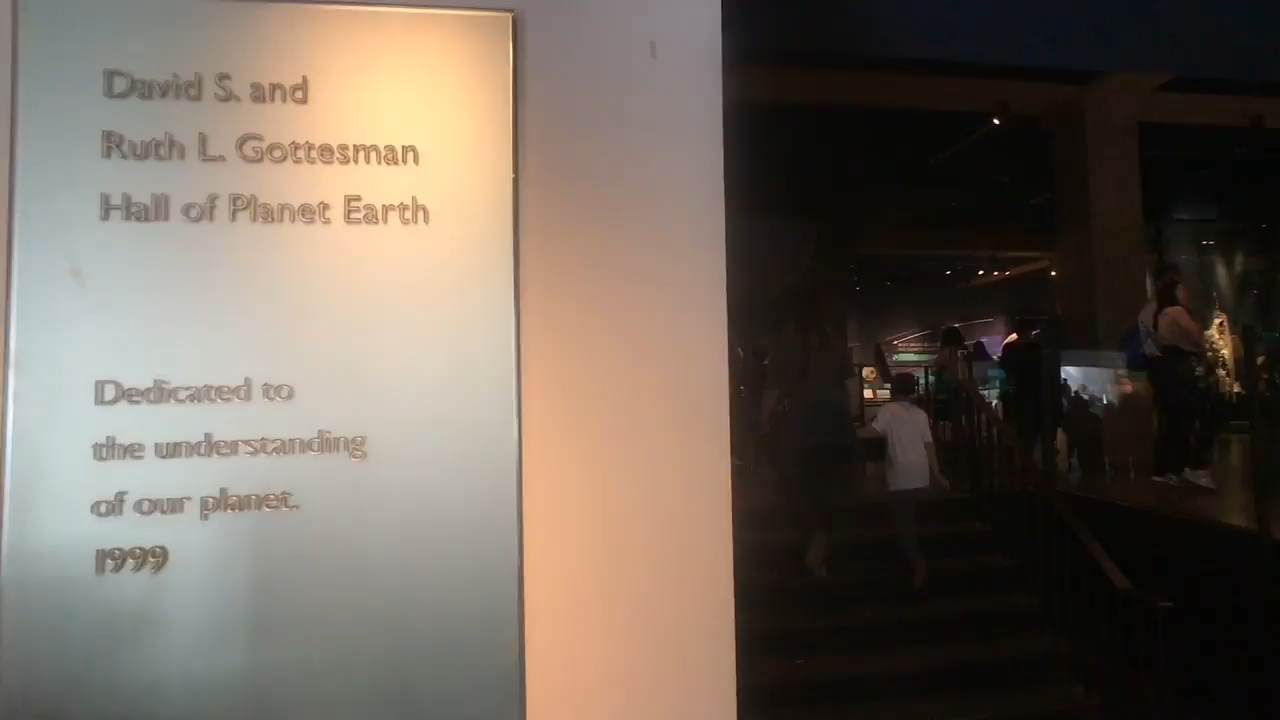 David S. and
Ruth L. Gottesman
Hall of Planet Earth
Dedicated to
the understanding
of our planet.
1999